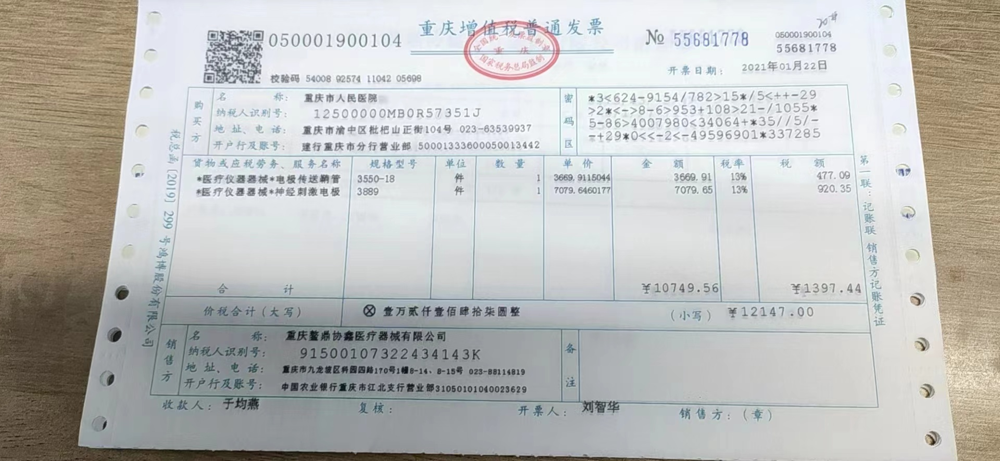 重庆增值税普通发票
050001900104
№ 55681778
050001900104
55681778
校验码 54008 92574 11042 05698
开票日期： 2021年01月22日
全国统一发票监制章
重庆
国家税务总局监制
购买方
名称： 重庆市人民医院
纳税人识别号： 12500000MB0R57351J
地址、电话： 重庆市渝中区枇杷山正街104号 023-63539937
开户行及账号： 建行重庆市分行营业部 50001333600050013442
密码区
*3<624-9154/782>15*/5<++-29
>2*<->8-6>953+108>21-/1055*
5-86>4007980<34064+*35//5/-
-+29*0<<-2<-49596901*337285
货物或应税劳务、服务名称 规格型号 单位 数量 单价 金额 税率 税额
*医疗仪器器械*电极传送鞘管 3550-18 件 1 3669.9115044 3669.91 13% 477.09
*医疗仪器器械*神经刺激电极 3889 件 1 7079.6460177 7079.65 13% 920.35
合计 ¥10749.56 ¥1397.44
价税合计（大写） ⊗ 壹万贰仟壹佰肆拾柒圆整 （小写） ¥12147.00
销售方
名称： 重庆鳌鼎协鑫医疗器械有限公司
纳税人识别号： 91500107322434143K
地址、电话： 重庆市九龙坡区科园四路170号1幢8-14、8-15号 023-88114819
开户行及账号： 中国农业银行重庆市江北支行营业部31050101040023629
备注
收款人： 于均燕 复核： 开票人： 刘智华 销售方：（章）
税总函〔2019〕299号鸿博股份有限公司
第一联：记账联 销售方记账凭证